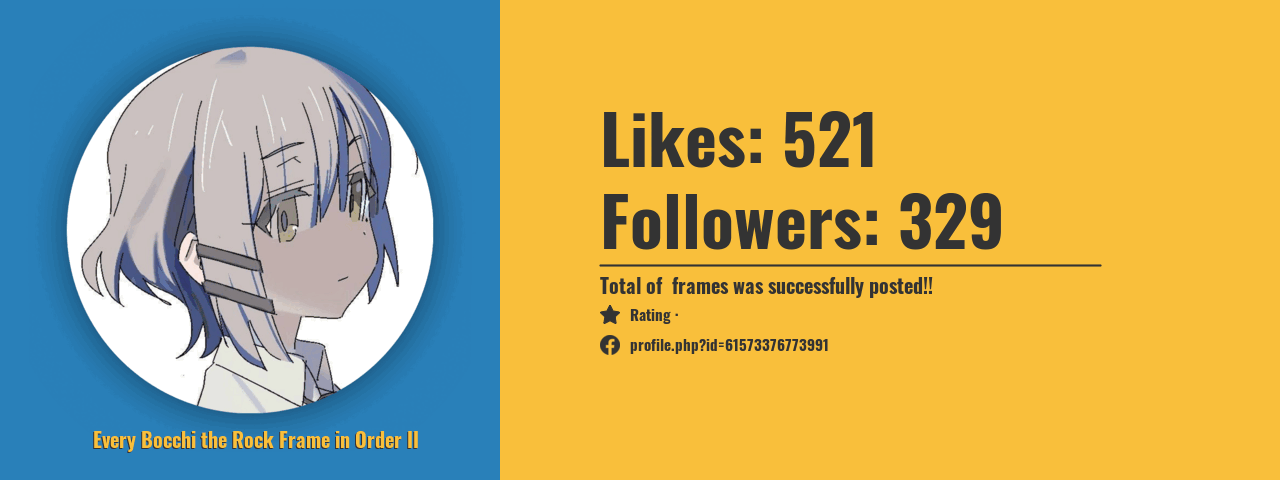 Likes: 521
Followers: 329
Total of  frames was successfully posted!!
Rating ·
profile.php?id=61573376773991
Every Bocchi the Rock Frame in Order II